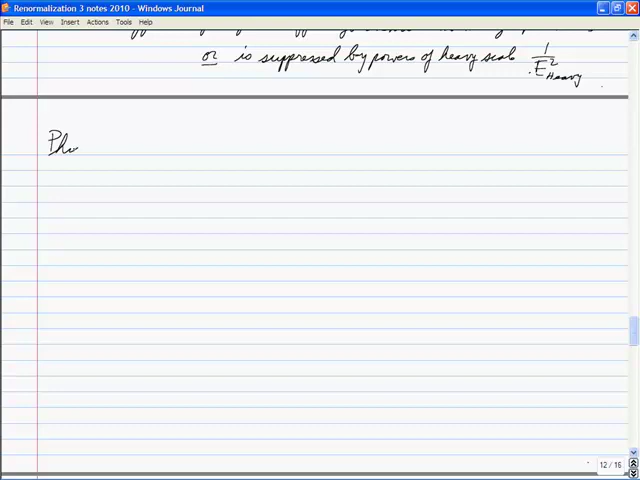 Renormalization 3 notes 2010 - Windows Journal
File Edit View Insert Actions Tools Help
or is suppressed by powers of heavy scale 1/E²Heavy
Pho
12 / 16